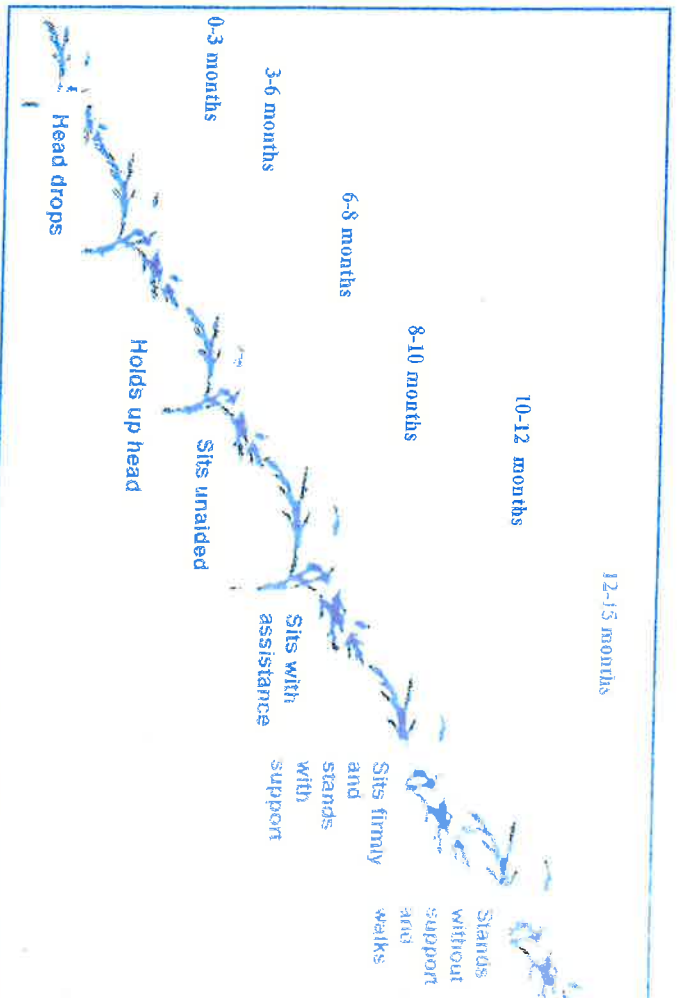 0-3 months
3-6 months
6-8 months
8-10 months
10-12 months
12-15 months
Head drops
Holds up head
Sits unaided
Sits with
assistance
Sits firmly
and
stands
with
support
Stands
without
support
and
walks